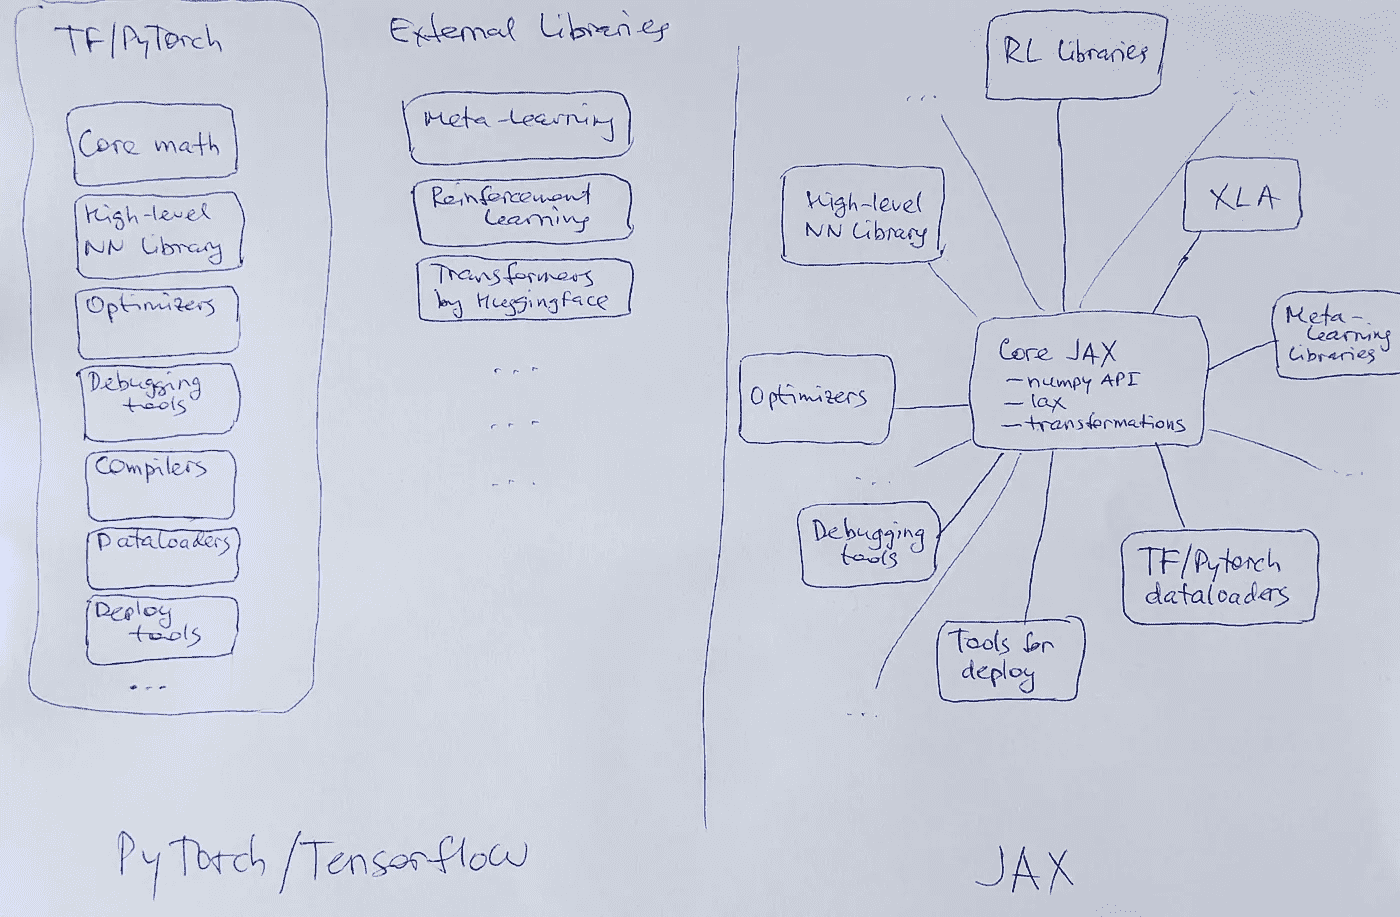 TF/PyTorch
Core math
High-level
NN Library
Optimizers
Debugging
tools
Compilers
Dataloaders
Deploy
tools
...
External Libraries
Meta-Learning
Reinforcement
Learning
Transformers
by Huggingface
...
...
...
PyTorch/Tensorflow
RL Libraries
...
...
High-level
NN Library
XLA
Core JAX
- numpy API
- lax
- transformations
Meta-
Learning
Libraries
Optimizers
...
...
Debugging
tools
TF/Pytorch
dataloaders
Tools for
deploy
...
JAX